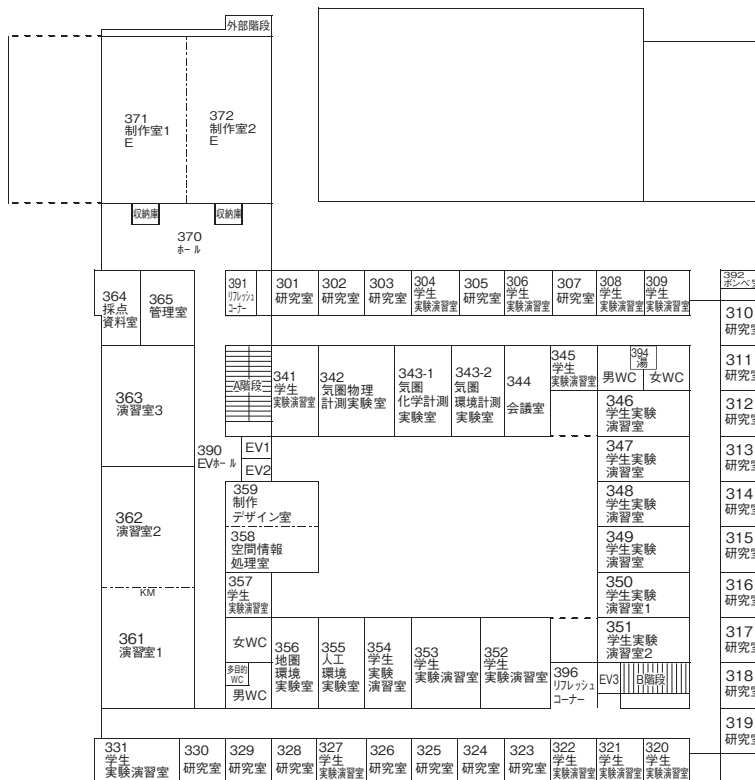 外部階段
371
制作室1
E
372
制作室2
E
収納庫
収納庫
370
ホール
364
採点
資料室
365
管理室
391
リフレッシュ
コーナー
301
研究室
302
研究室
303
研究室
304
学生
実験演習室
305
研究室
306
学生
実験演習室
307
研究室
308
学生
実験演習室
309
学生
実験演習室
392
ボンベ室
310
研究室
311
研究室
312
研究室
313
研究室
314
研究室
315
研究室
316
研究室
317
研究室
318
研究室
319
研究室
A階段
341
学生
実験演習室
342
気圏物理
計測実験室
343-1
気圏
化学計測
実験室
343-2
気圏
環境計測
実験室
344
会議室
345
学生
実験演習室
394
湯
男WC
女WC
346
学生実験
演習室
347
学生実験
演習室
348
学生実験
演習室
349
学生実験
演習室
350
学生実験
演習室1
351
学生実験
演習室2
363
演習室3
390
EVホール
EV1
EV2
359
制作
デザイン室
358
空間情報
処理室
357
学生
実験演習室
362
演習室2
KM
361
演習室1
女WC
多目的
WC
男WC
356
地圏
環境
実験室
355
人工
環境
実験室
354
学生
実験
演習室
353
学生
実験演習室
352
学生
実験演習室
396
リフレッシュ
コーナー
EV3
B階段
331
学生
実験演習室
330
研究室
329
研究室
328
研究室
327
学生
実験演習室
326
研究室
325
研究室
324
研究室
323
研究室
322
学生
実験演習室
321
学生
実験演習室
320
学生
実験演習室